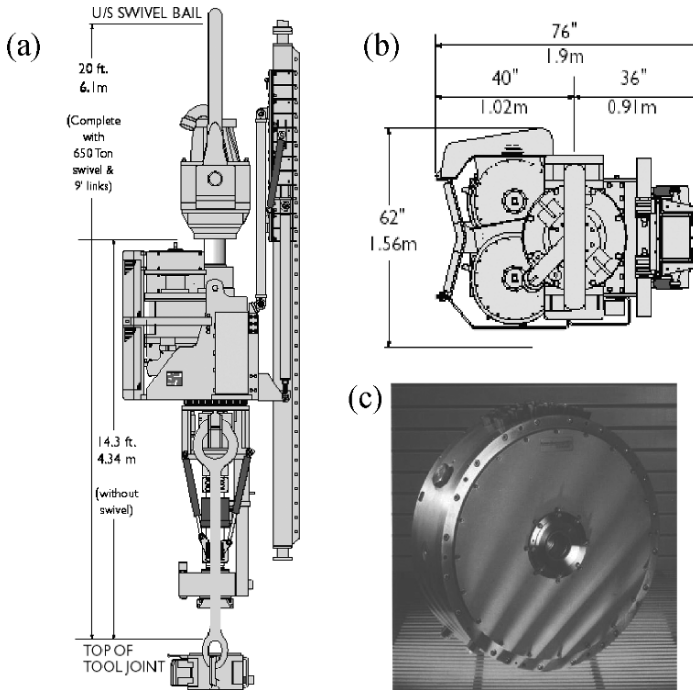 U/S SWIVEL BAIL
(a)
20 ft.
6.1m
(Complete
with
650 Ton
swivel &
9' links)
14.3 ft.
4.34 m
(without
swivel)
TOP OF
TOOL JOINT
(b)
76"
1.9m
40"
36"
1.02m
0.91m
62"
1.56m
(c)